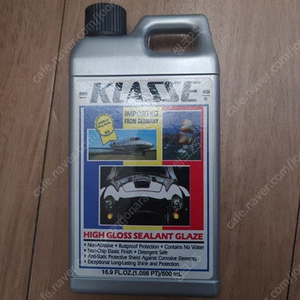 KLASSE
IMPORTED
FROM GERMANY
HIGH GLOSS SEALANT GLAZE
• Non-Abrasive • Rustproof Protection • Contains No Water
• Non-Chip Elastic Finish • Detergent Safe
• Anti-Static Protective Shield Against Corrosive Elements
• Exceptional Long-Lasting Shine and Protection
16.9 FL.OZ. (1.056 PT)/500 mL